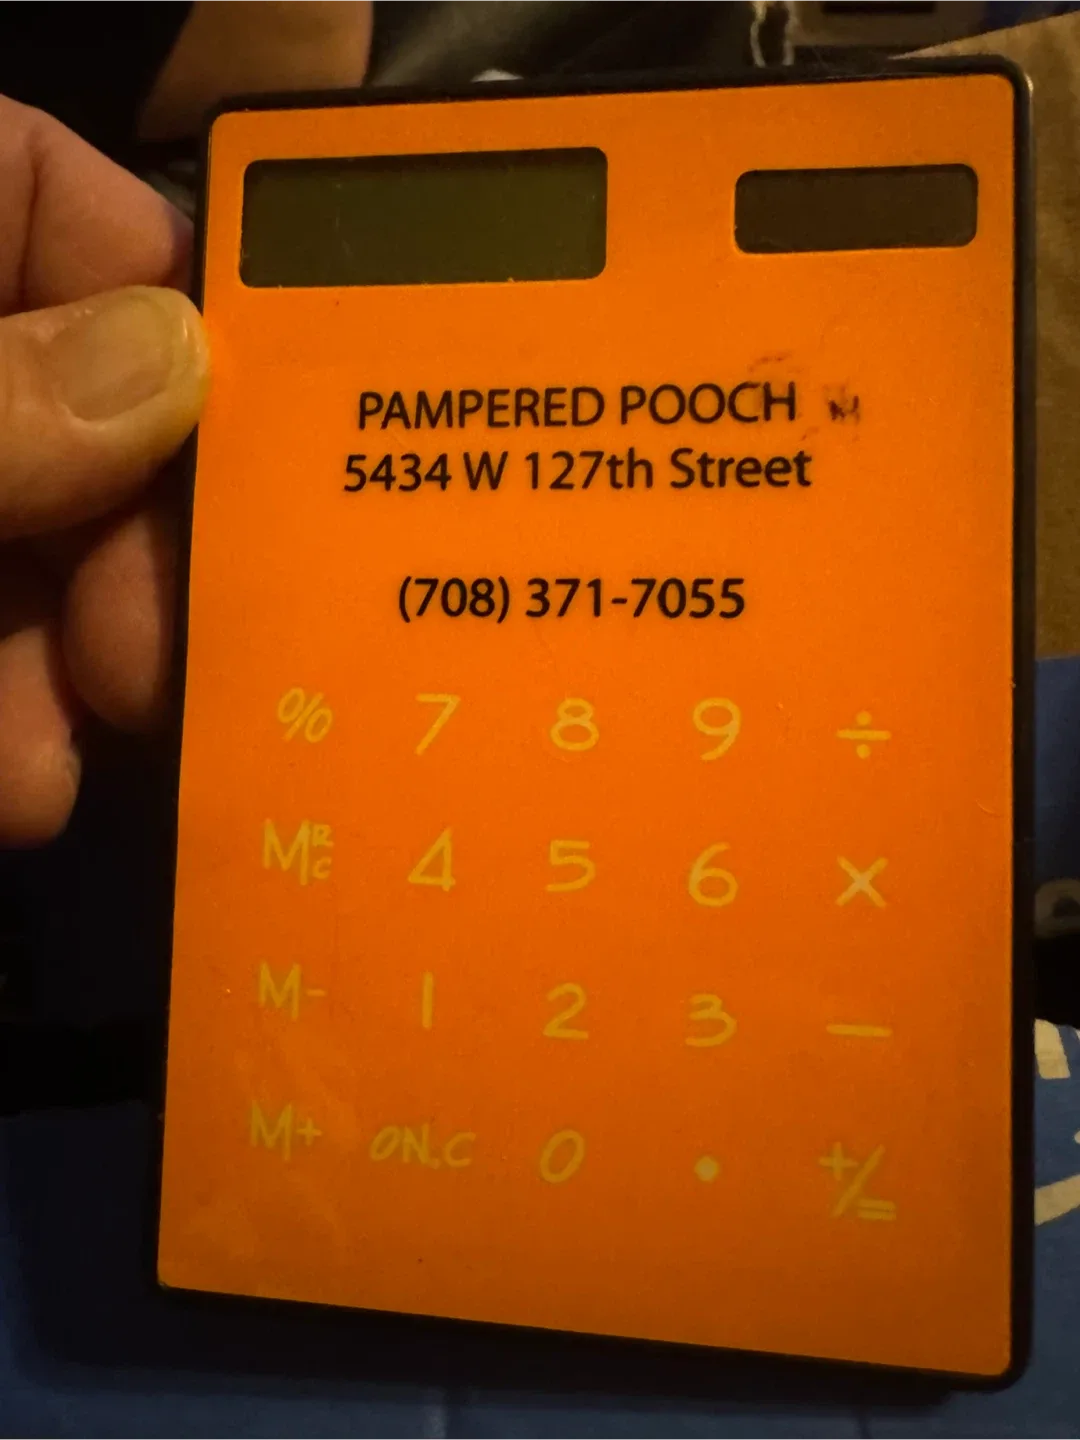 PAMPERED POOCH
5434 W 127th Street
(708) 371-7055
% 7 8 9 ÷
MRC 4 5 6 ×
M- 1 2 3 −
M+ ON.C 0 . +/=